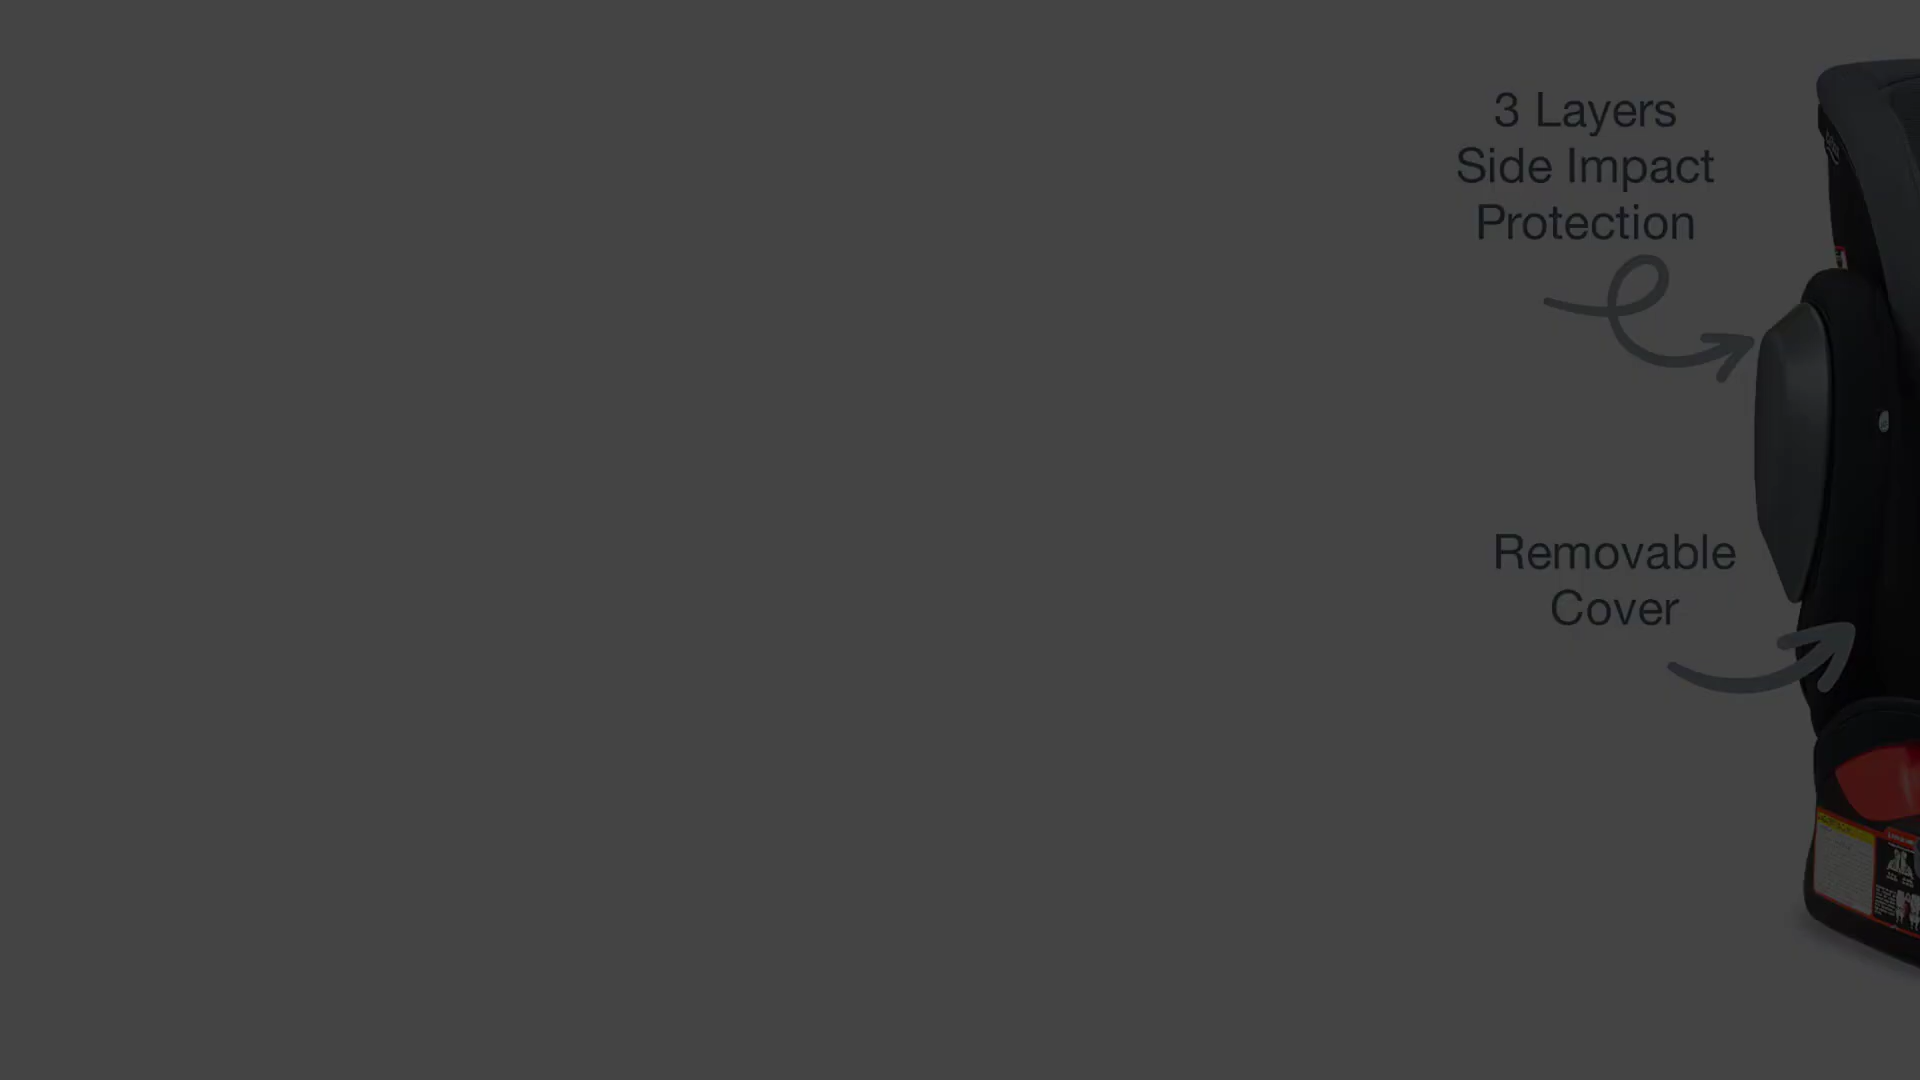 3 Layers
Side Impact
Protection
Removable
Cover